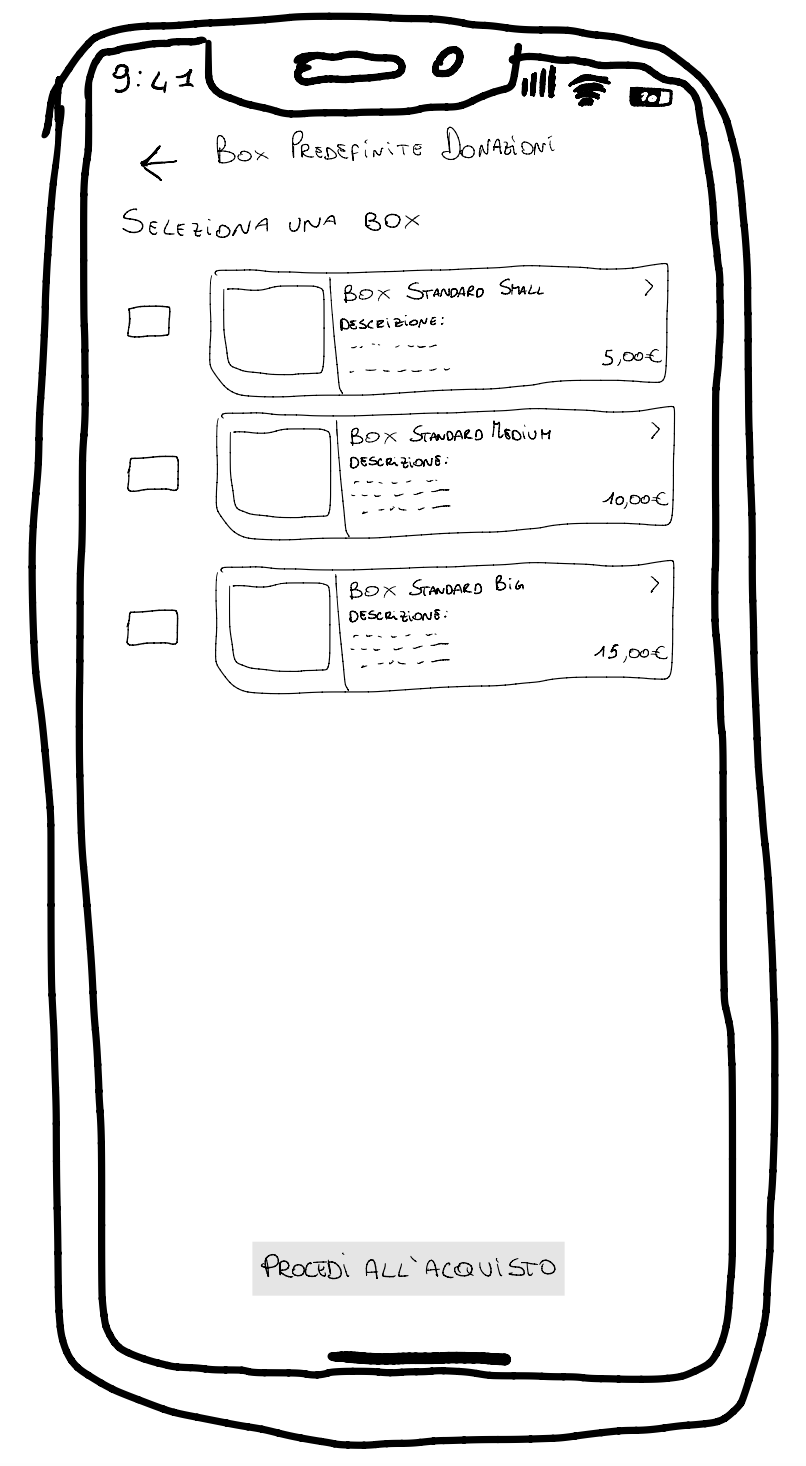 9:41
70
Box Predefinite Donazioni
Seleziona una box
Box Standard Small
Descrizione:
5,00€
Box Standard Medium
Descrizione:
10,00€
Box Standard Big
Descrizione:
15,00€
Procedi all'acquisto